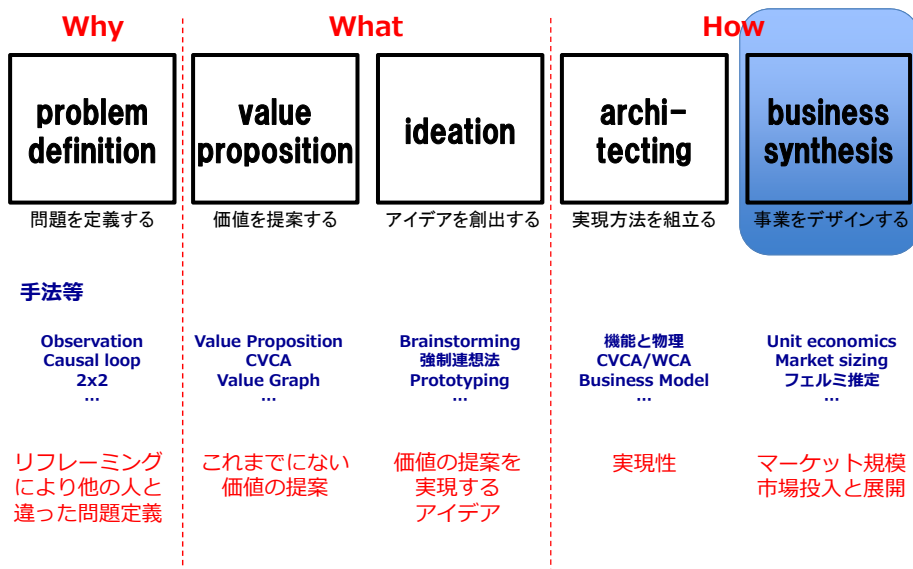 Why
What
How
problem
definition
value
proposition
ideation
archi-
tecting
business
synthesis
問題を定義する
価値を提案する
アイデアを創出する
実現方法を組立る
事業をデザインする
手法等
Observation
Causal loop
2x2
…
Value Proposition
CVCA
Value Graph
…
Brainstorming
強制連想法
Prototyping
…
機能と物理
CVCA/WCA
Business Model
…
Unit economics
Market sizing
フェルミ推定
…
リフレーミング
により他の人と
違った問題定義
これまでにない
価値の提案
価値の提案を
実現する
アイデア
実現性
マーケット規模
市場投入と展開